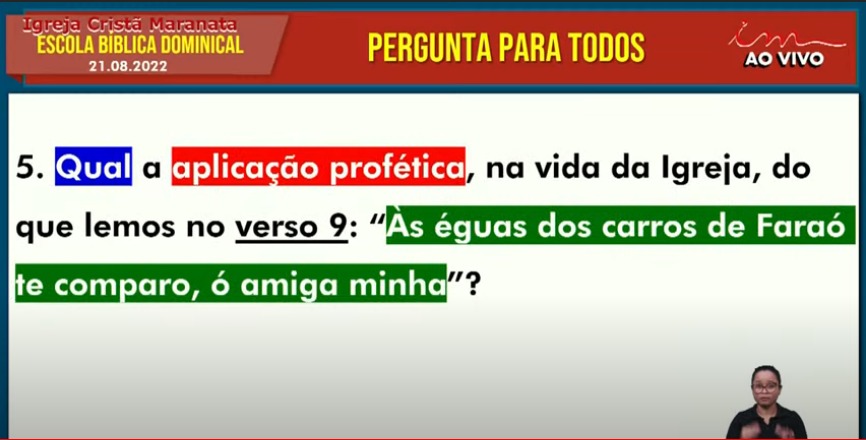 Igreja Cristã Maranata
ESCOLA BÍBLICA DOMINICAL
21.08.2022
PERGUNTA PARA TODOS
im
AO VIVO
5. Qual a aplicação profética, na vida da Igreja, do
que lemos no verso 9: “Às éguas dos carros de Faraó
te comparo, ó amiga minha”?